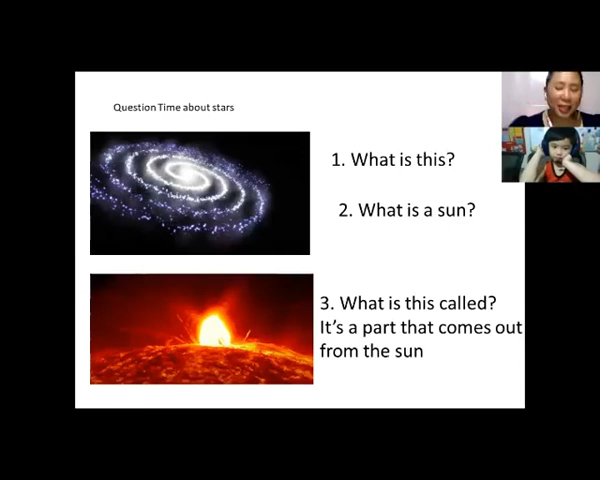 Question Time about stars
1. What is this?
2. What is a sun?
3. What is this called?
It's a part that comes out
from the sun